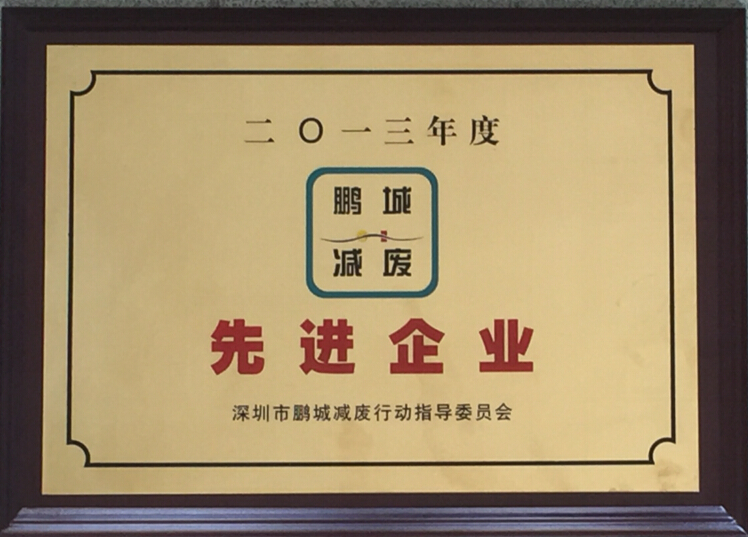 二〇一三年度
鹏城
减废
先进企业
深圳市鹏城减废行动指导委员会